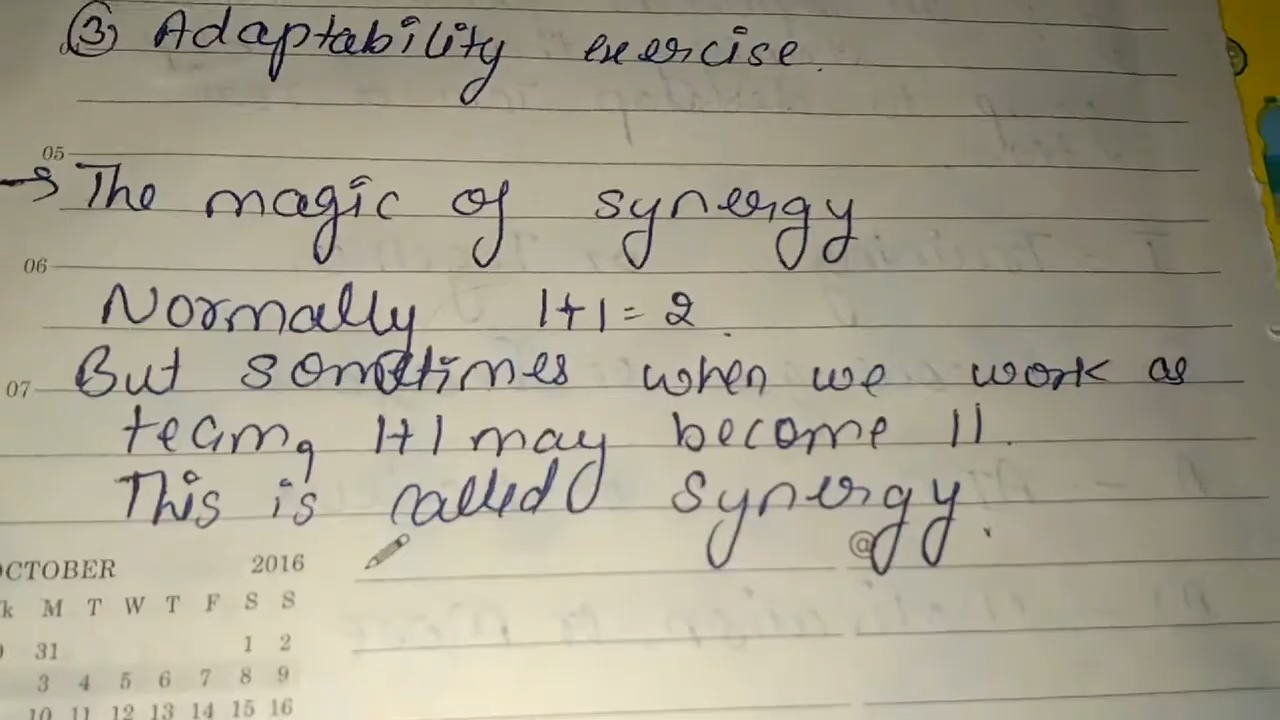 ③ Adaptability exercise.
05
→ The magic of synergy
06
Normally 1+1=2.
07 But sometimes when we work as
team, 1+1 may become 11.
This is called synergy.
@
OCTOBER 2016
k M T W T F S S
31 1 2
3 4 5 6 7 8 9
10 11 12 13 14 15 16